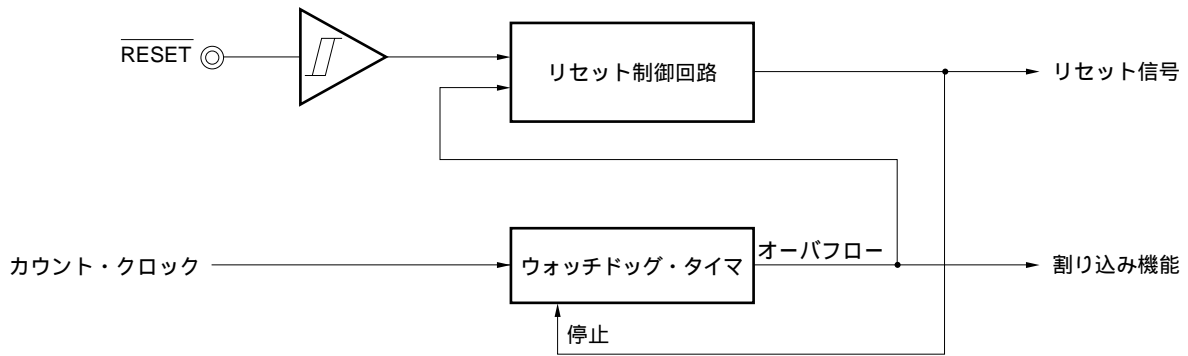 RESET
リセット制御回路
リセット信号
オーバフロー
カウント・クロック
ウォッチドッグ・タイマ
割り込み機能
停止